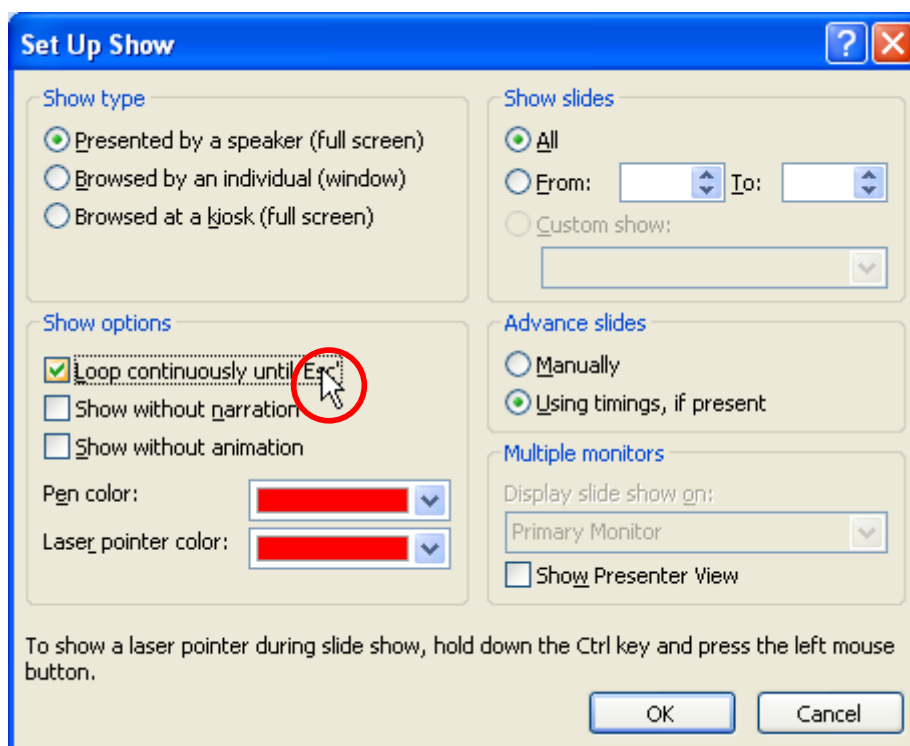 Set Up Show
Show type
Presented by a speaker (full screen)
Browsed by an individual (window)
Browsed at a kiosk (full screen)
Show slides
All
From: To:
Custom show:
Show options
Loop continuously until 'Esc'
Show without narration
Show without animation
Pen color:
Laser pointer color:
Advance slides
Manually
Using timings, if present
Multiple monitors
Display slide show on:
Primary Monitor
Show Presenter View
To show a laser pointer during slide show, hold down the Ctrl key and press the left mouse
button.
OK Cancel